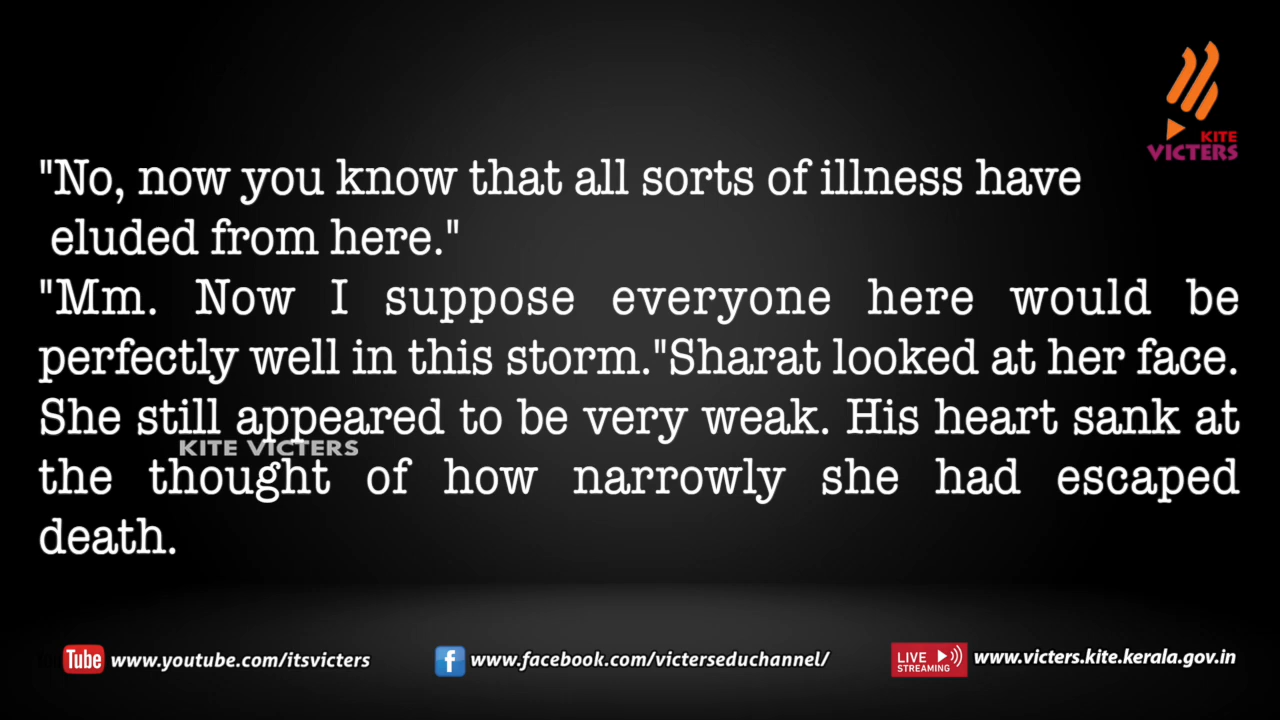 KITE
VICTERS
"No, now you know that all sorts of illness have
eluded from here."
"Mm. Now I suppose everyone here would be
perfectly well in this storm."Sharat looked at her face.
She still appeared to be very weak. His heart sank at
KITE VICTERS
the thought of how narrowly she had escaped
death.
You Tube www.youtube.com/itsvicters
f www.facebook.com/victerseduchannel/
LIVE STREAMING www.victers.kite.kerala.gov.in